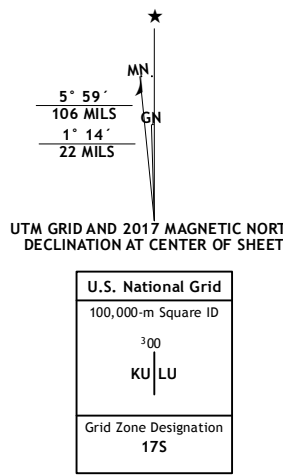 MN
GN
5° 59´
106 MILS
1° 14´
22 MILS
UTM GRID AND 2017 MAGNETIC NORT
DECLINATION AT CENTER OF SHEET
U.S. National Grid
100,000-m Square ID
³00
KU LU
Grid Zone Designation
17S